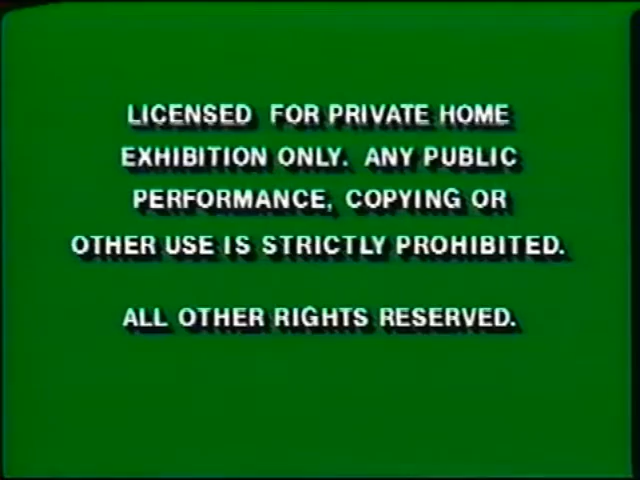 LICENSED FOR PRIVATE HOME
EXHIBITION ONLY. ANY PUBLIC
PERFORMANCE, COPYING OR
OTHER USE IS STRICTLY PROHIBITED.
ALL OTHER RIGHTS RESERVED.